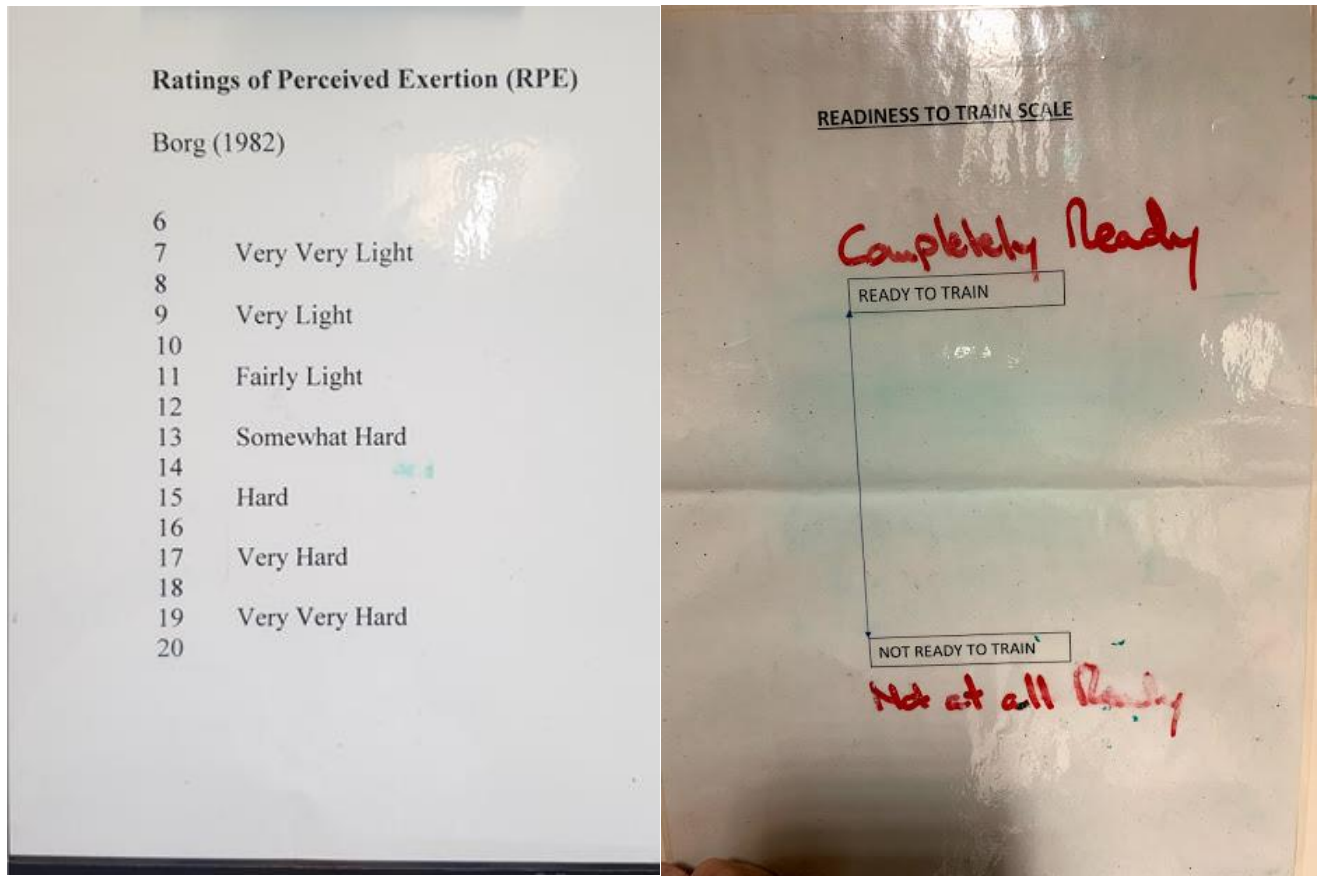 Ratings of Perceived Exertion (RPE)
Borg (1982)
6
7 Very Very Light
8
9 Very Light
10
11 Fairly Light
12
13 Somewhat Hard
14
15 Hard
16
17 Very Hard
18
19 Very Very Hard
20
READINESS TO TRAIN SCALE
Completely Ready
READY TO TRAIN
NOT READY TO TRAIN
Not at all Ready